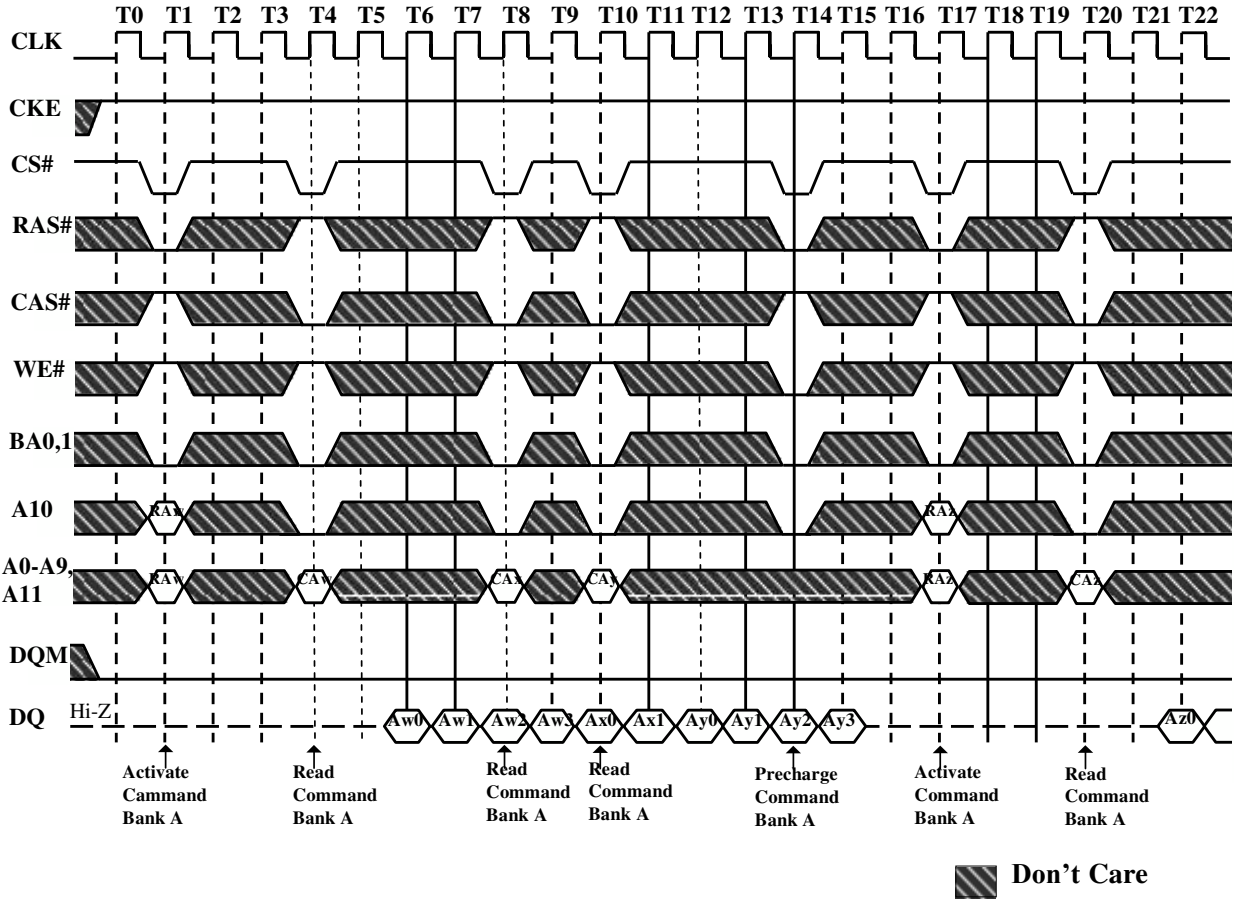 T0 T1 T2 T3 T4 T5 T6 T7 T8 T9 T10 T11 T12 T13 T14 T15 T16 T17 T18 T19 T20 T21 T22
CLK
CKE
CS#
RAS#
CAS#
WE#
BA0,1
A10
RAw RAz
A0-A9,
A11
RAw CAw CAx CAy RAz CAz
DQM
DQ
Hi-Z
Aw0 Aw1 Aw2 Aw3 Ax0 Ax1 Ay0 Ay1 Ay2 Ay3 Az0
Activate
Cammand
Bank A
Read
Command
Bank A
Read
Command
Bank A
Read
Command
Bank A
Precharge
Command
Bank A
Activate
Command
Bank A
Read
Command
Bank A
Don't Care